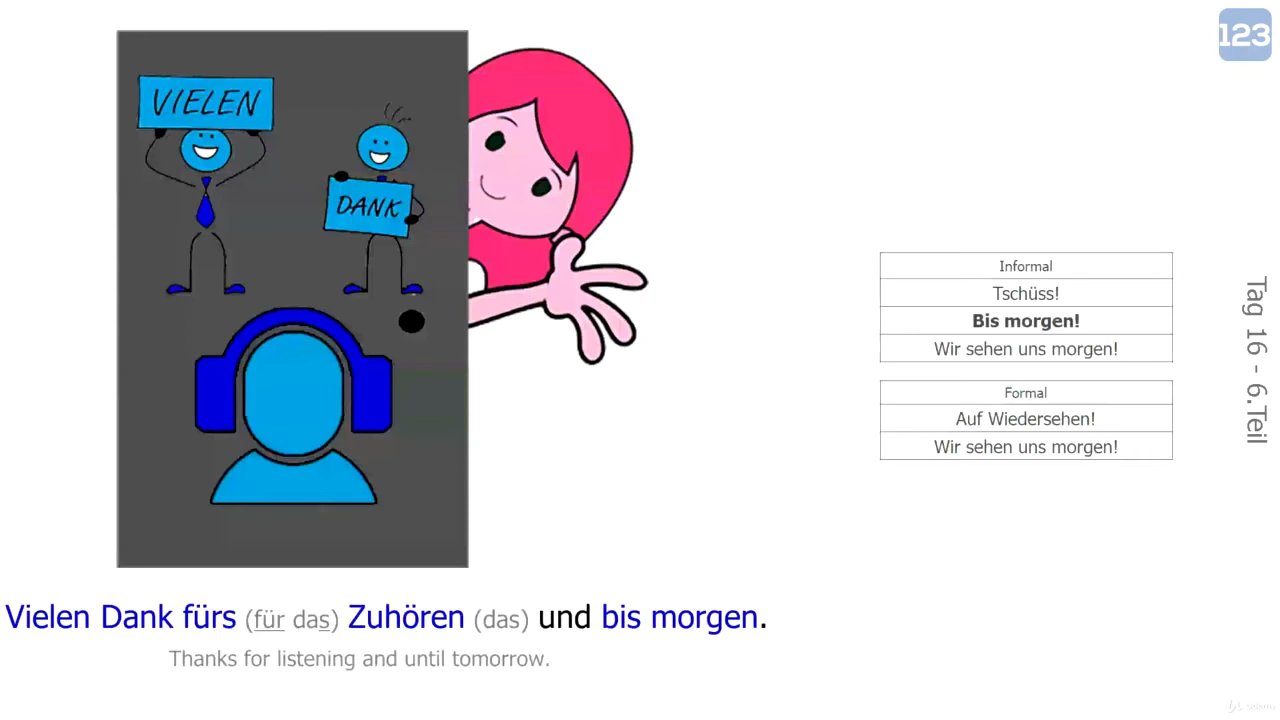 123
VIELEN
DANK
Informal
Tschüss!
Bis morgen!
Wir sehen uns morgen!
Formal
Auf Wiedersehen!
Wir sehen uns morgen!
Tag 16 - 6.Teil
Vielen Dank fürs (für das) Zuhören (das) und bis morgen.
Thanks for listening and until tomorrow.